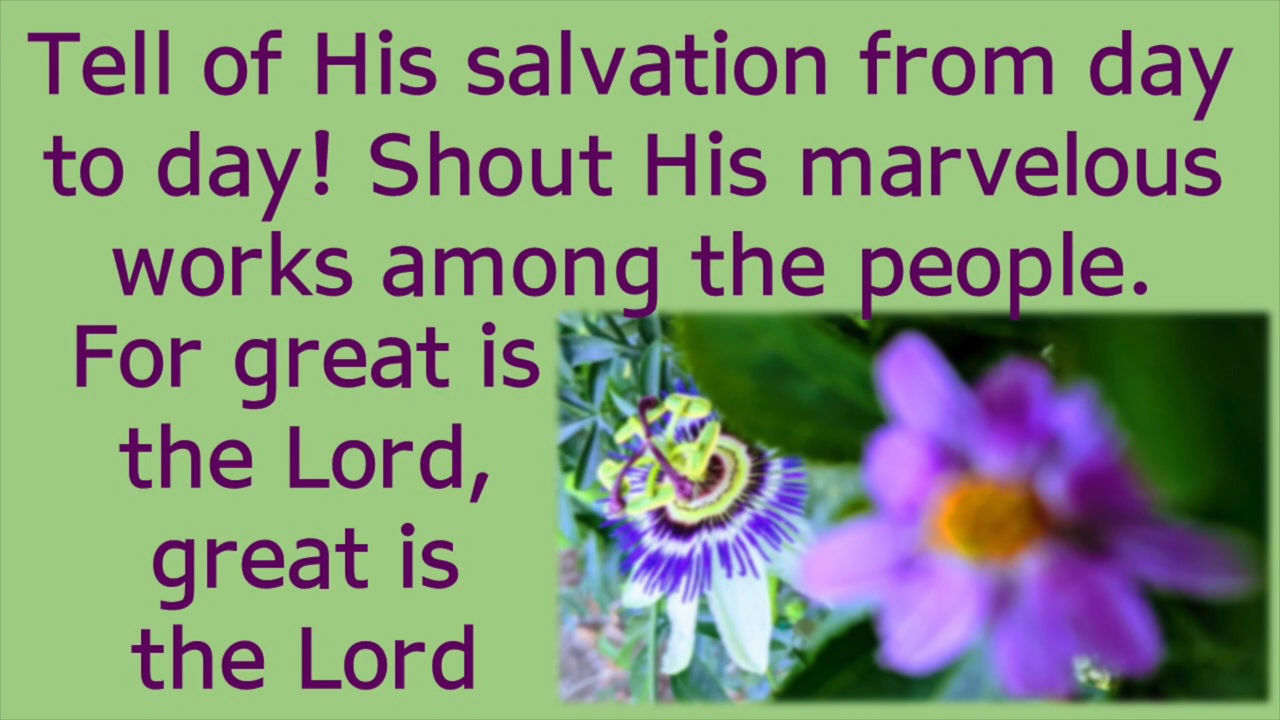 Tell of His salvation from day
to day! Shout His marvelous
works among the people.
For great is
the Lord,
great is
the Lord